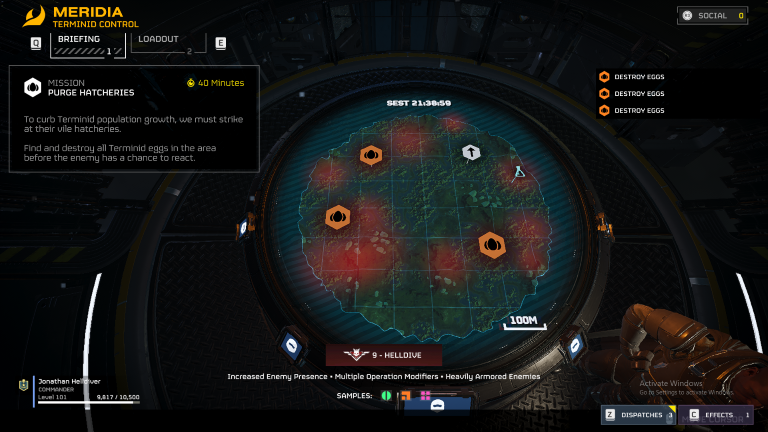 MERIDIA
TERMINID CONTROL
Q
BRIEFING
1
LOADOUT
2
E
SOCIAL 0
MISSION
PURGE HATCHERIES
40 Minutes
To curb Terminid population growth, we must strike
at their vile hatcheries.
Find and destroy all Terminid eggs in the area
before the enemy has a chance to react.
DESTROY EGGS
DESTROY EGGS
DESTROY EGGS
SEST 21:38:59
100M
9 - HELLDIVE
Increased Enemy Presence • Multiple Operation Modifiers • Heavily Armored Enemies
SAMPLES:
Jonathan Helldiver
COMMANDER
Level 101
9,817 / 10,500
Activate Windows
Go to Settings to activate Windows.
Z DISPATCHES 3
C EFFECTS 1